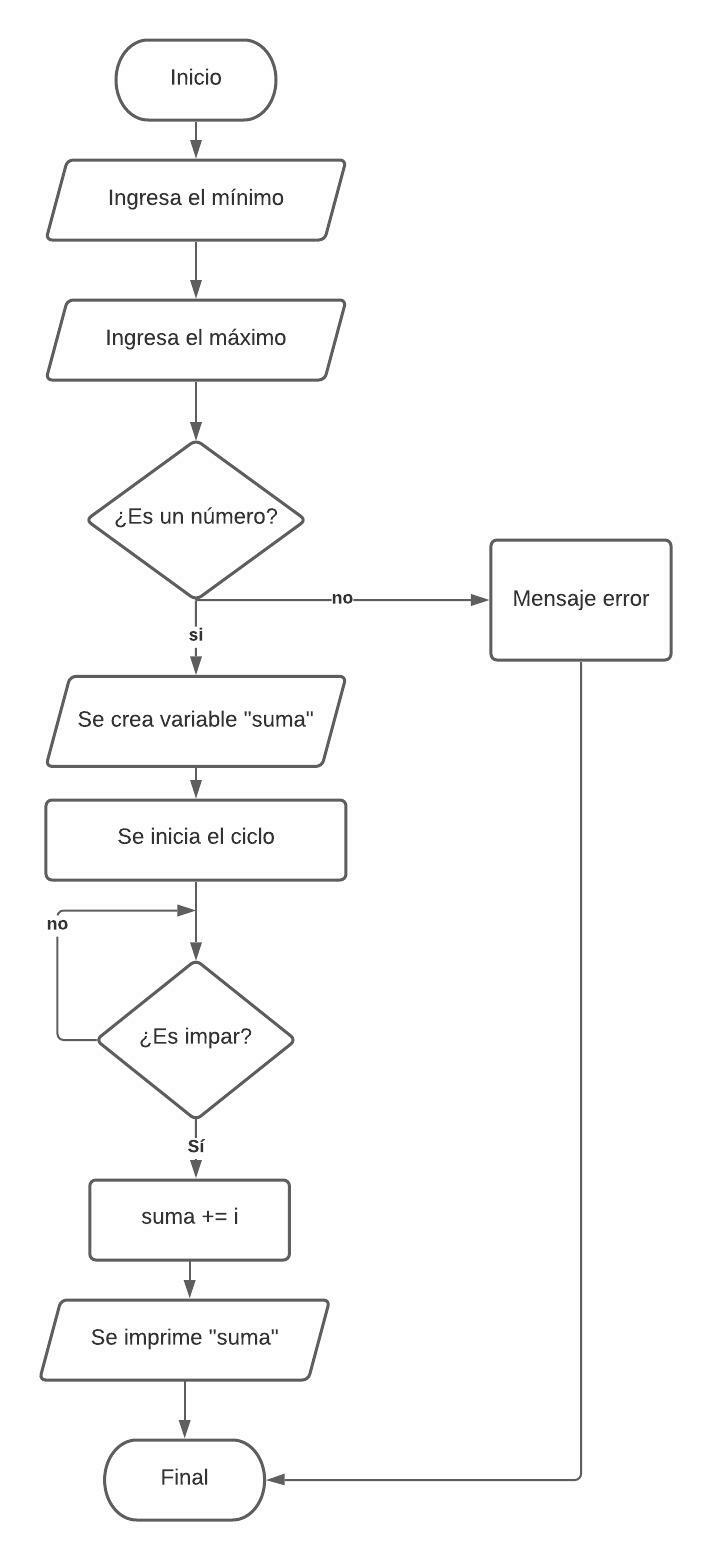 Inicio
Ingresa el mínimo
Ingresa el máximo
¿Es un número?
no
Mensaje error
si
Se crea variable "suma"
Se inicia el ciclo
no
¿Es impar?
Sí
suma += i
Se imprime "suma"
Final